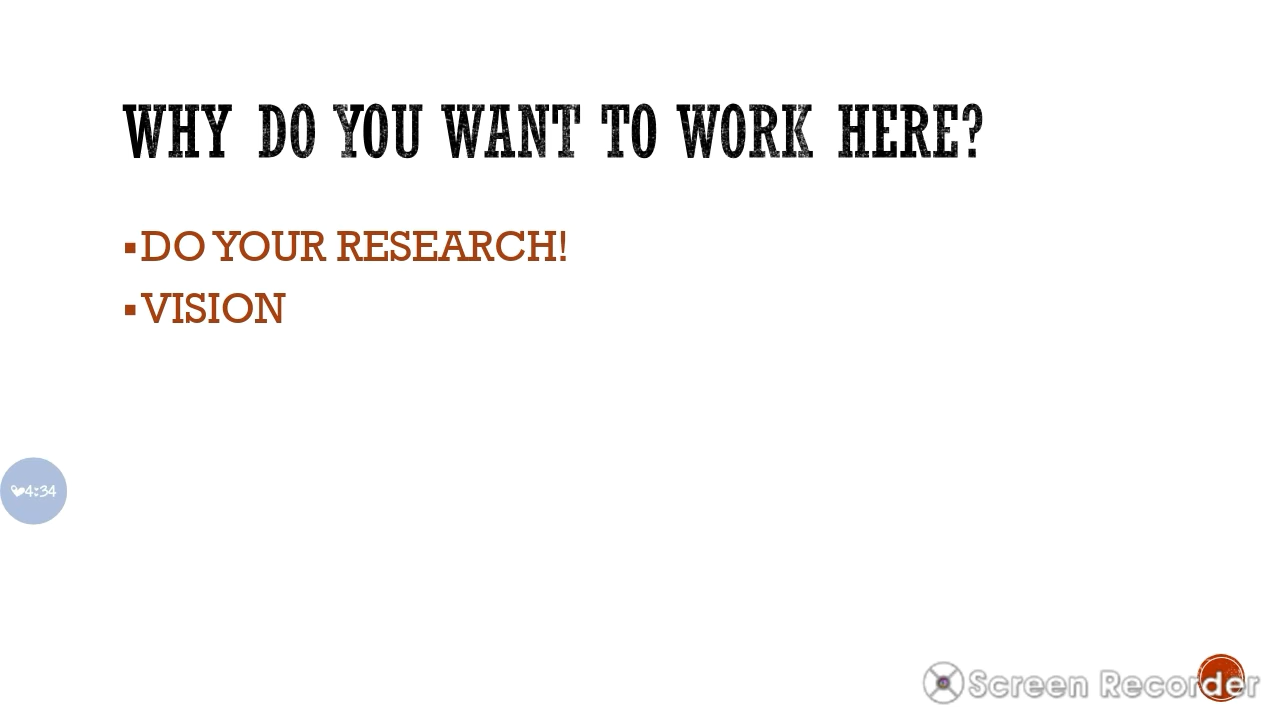 WHY DO YOU WANT TO WORK HERE?
▪DO YOUR RESEARCH!
▪VISION
4:34
Screen Recorder